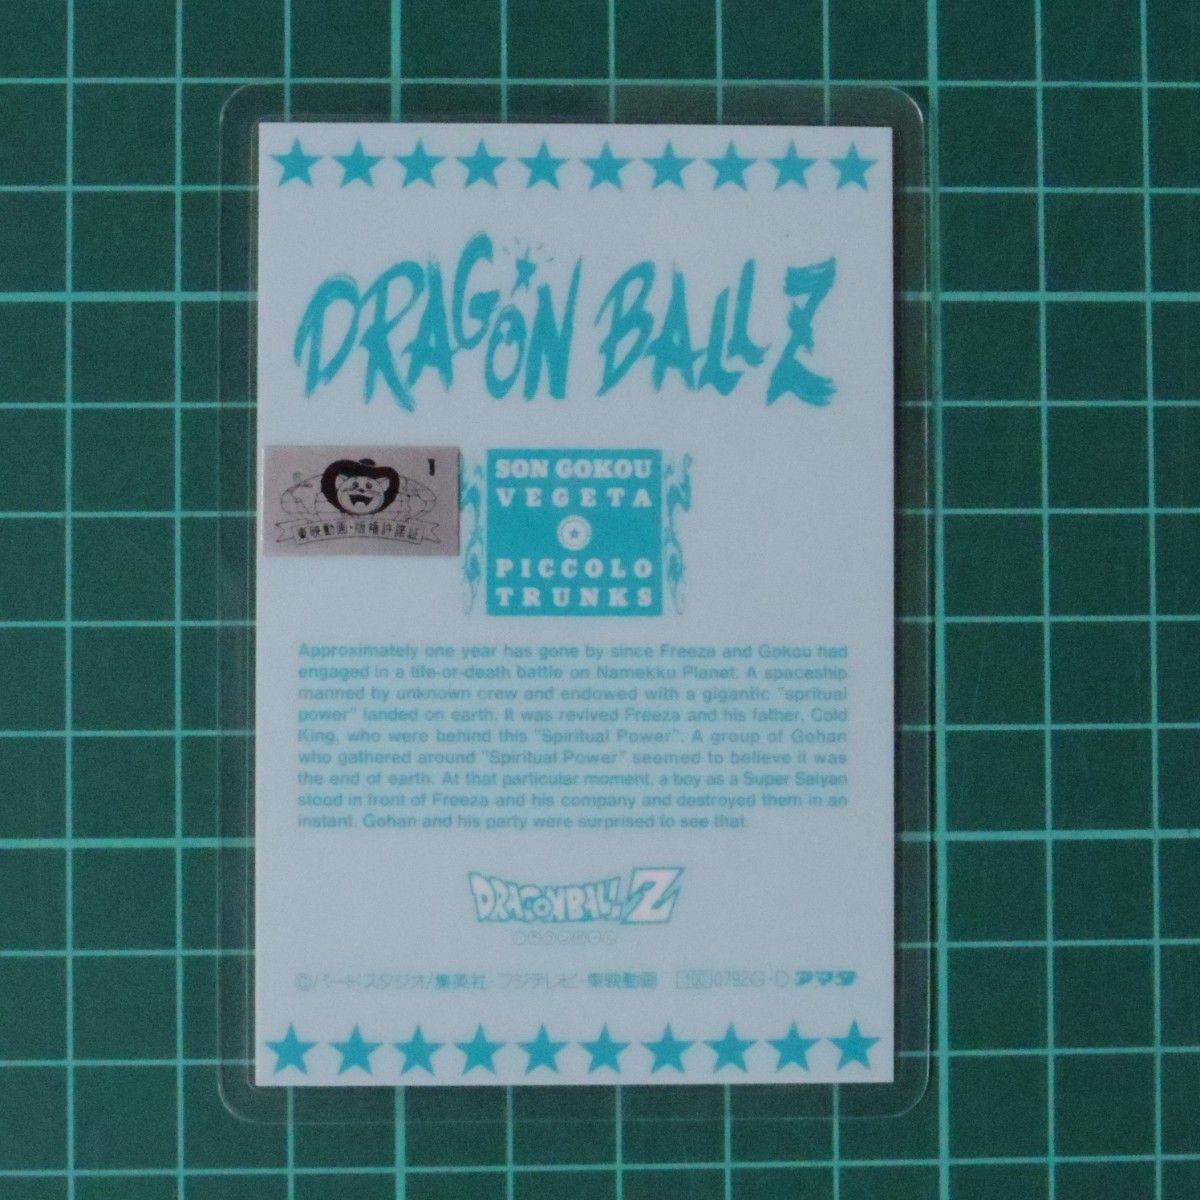 DRAGON BALL Z
1
東映動画・版権許諾証
SON GOKOU
VEGETA
PICCOLO
TRUNKS
Approximately one year has gone by since Freeza and Gokou had
engaged in a life-or-death battle on Namekku Planet. A spaceship
manned by unknown crew and endowed with a gigantic "spritual
power" landed on earth. It was revived Freeza and his father, Cold
King, who were behind this "Spiritual Power". A group of Gohan
who gathered around "Spiritual Power" seemed to believe it was
the end of earth. At that particular moment, a boy as a Super Saiyan
stood in front of Freeza and his company and destroyed them in an
instant. Gohan and his party were surprised to see that.
DRAGONBALL Z
©バードスタジオ/集英社・フジテレビ・東映動画 100 0792G・D アマダ